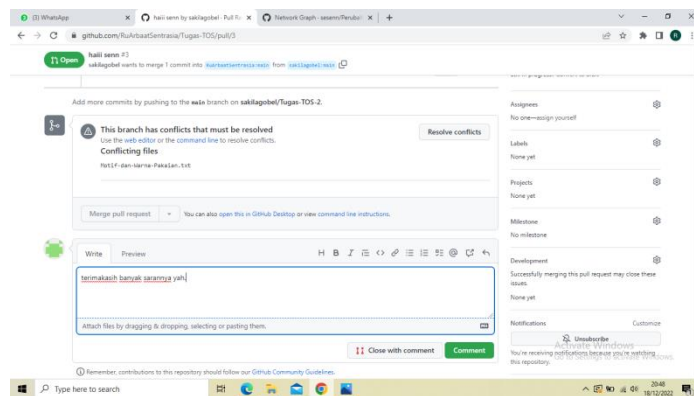 (3) WhatsApp
haiii senn by sakilagobel · Pull Re
Network Graph · sesenn/Perubah
github.com/RuArbaatSentrasia/Tugas-TOS/pull/3
Open
haiii senn #3
sakilagobel wants to merge 1 commit into RuArbaatSentrasia:main from sakilagobel:main
Add more commits by pushing to the main branch on sakilagobel/Tugas-TOS-2.
This branch has conflicts that must be resolved
Use the web editor or the command line to resolve conflicts.
Resolve conflicts
Conflicting files
Motif-dan-Warna-Pakaian.txt
Merge pull request
You can also open this in GitHub Desktop or view command line instructions.
Write
Preview
terimakasih banyak sarannya yah.
Attach files by dragging & dropping, selecting or pasting them.
Close with comment
Comment
Remember, contributions to this repository should follow our GitHub Community Guidelines.
Assignees
No one—assign yourself
Labels
None yet
Projects
None yet
Milestone
No milestone
Development
Successfully merging this pull request may close these
issues.
None yet
Notifications
Customize
Unsubscribe
You're receiving notifications because you're watching
this repository.
Activate Windows
Type here to search
20:48
18/12/2022